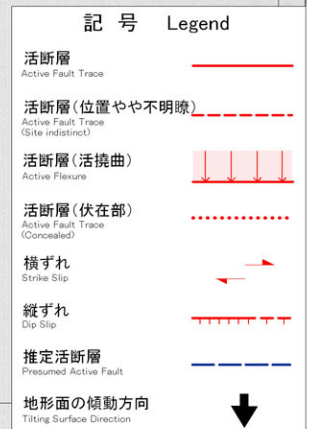 記 号 Legend
活断層
Active Fault Trace
活断層(位置やや不明瞭)
Active Fault Trace
(Site indistinct)
活断層(活撓曲)
Active Flexure
活断層(伏在部)
Active Fault Trace
(Concealed)
横ずれ
Strike Slip
縦ずれ
Dip Slip
推定活断層
Presumed Active Fault
地形面の傾動方向
Tilting Surface Direction